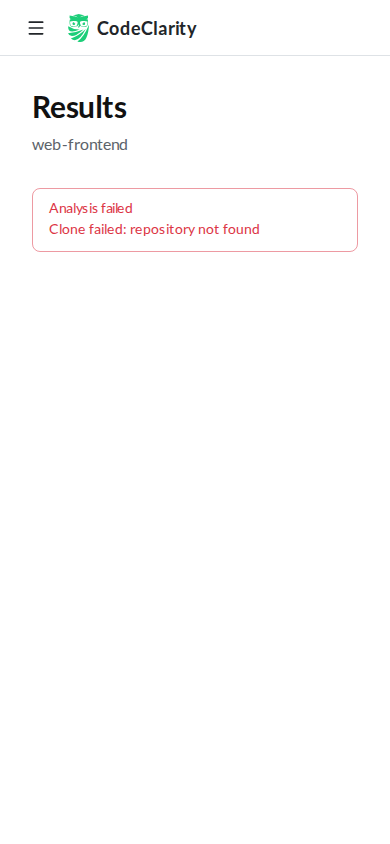 CodeClarity
Results
web-frontend
Analysis failed
Clone failed: repository not found